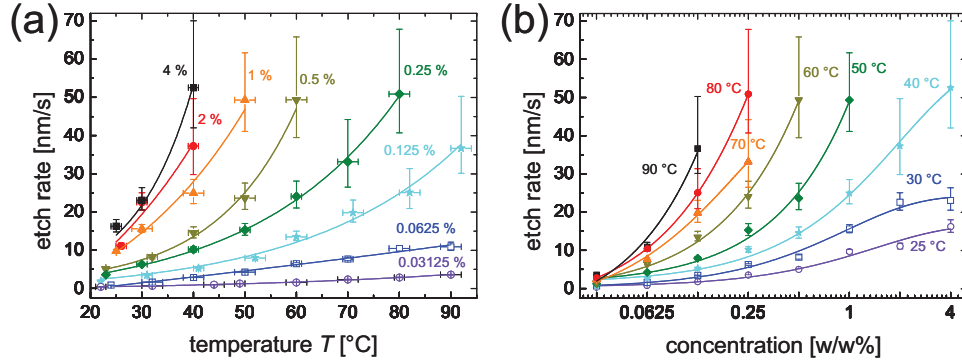 (a)
etch rate [nm/s]
70
60
50
40
30
20
10
0
4 %
2 %
1 %
0.5 %
0.25 %
0.125 %
0.0625 %
0.03125 %
20 30 40 50 60 70 80 90
temperature T [°C]
(b)
etch rate [nm/s]
70
60
50
40
30
20
10
0
90 °C
80 °C
70 °C
60 °C
50 °C
40 °C
30 °C
25 °C
0.0625 0.25 1 4
concentration [w/w%]